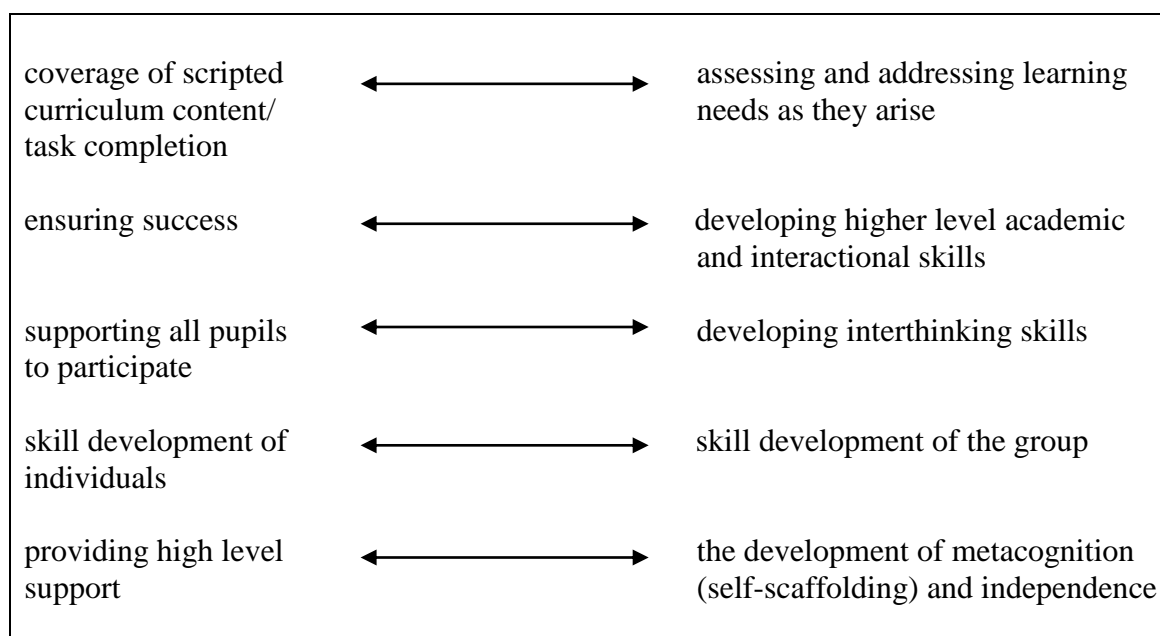 coverage of scripted
curriculum content/
task completion
assessing and addressing learning
needs as they arise
ensuring success
developing higher level academic
and interactional skills
supporting all pupils
to participate
developing interthinking skills
skill development of
individuals
skill development of the group
providing high level
support
the development of metacognition
(self-scaffolding) and independence